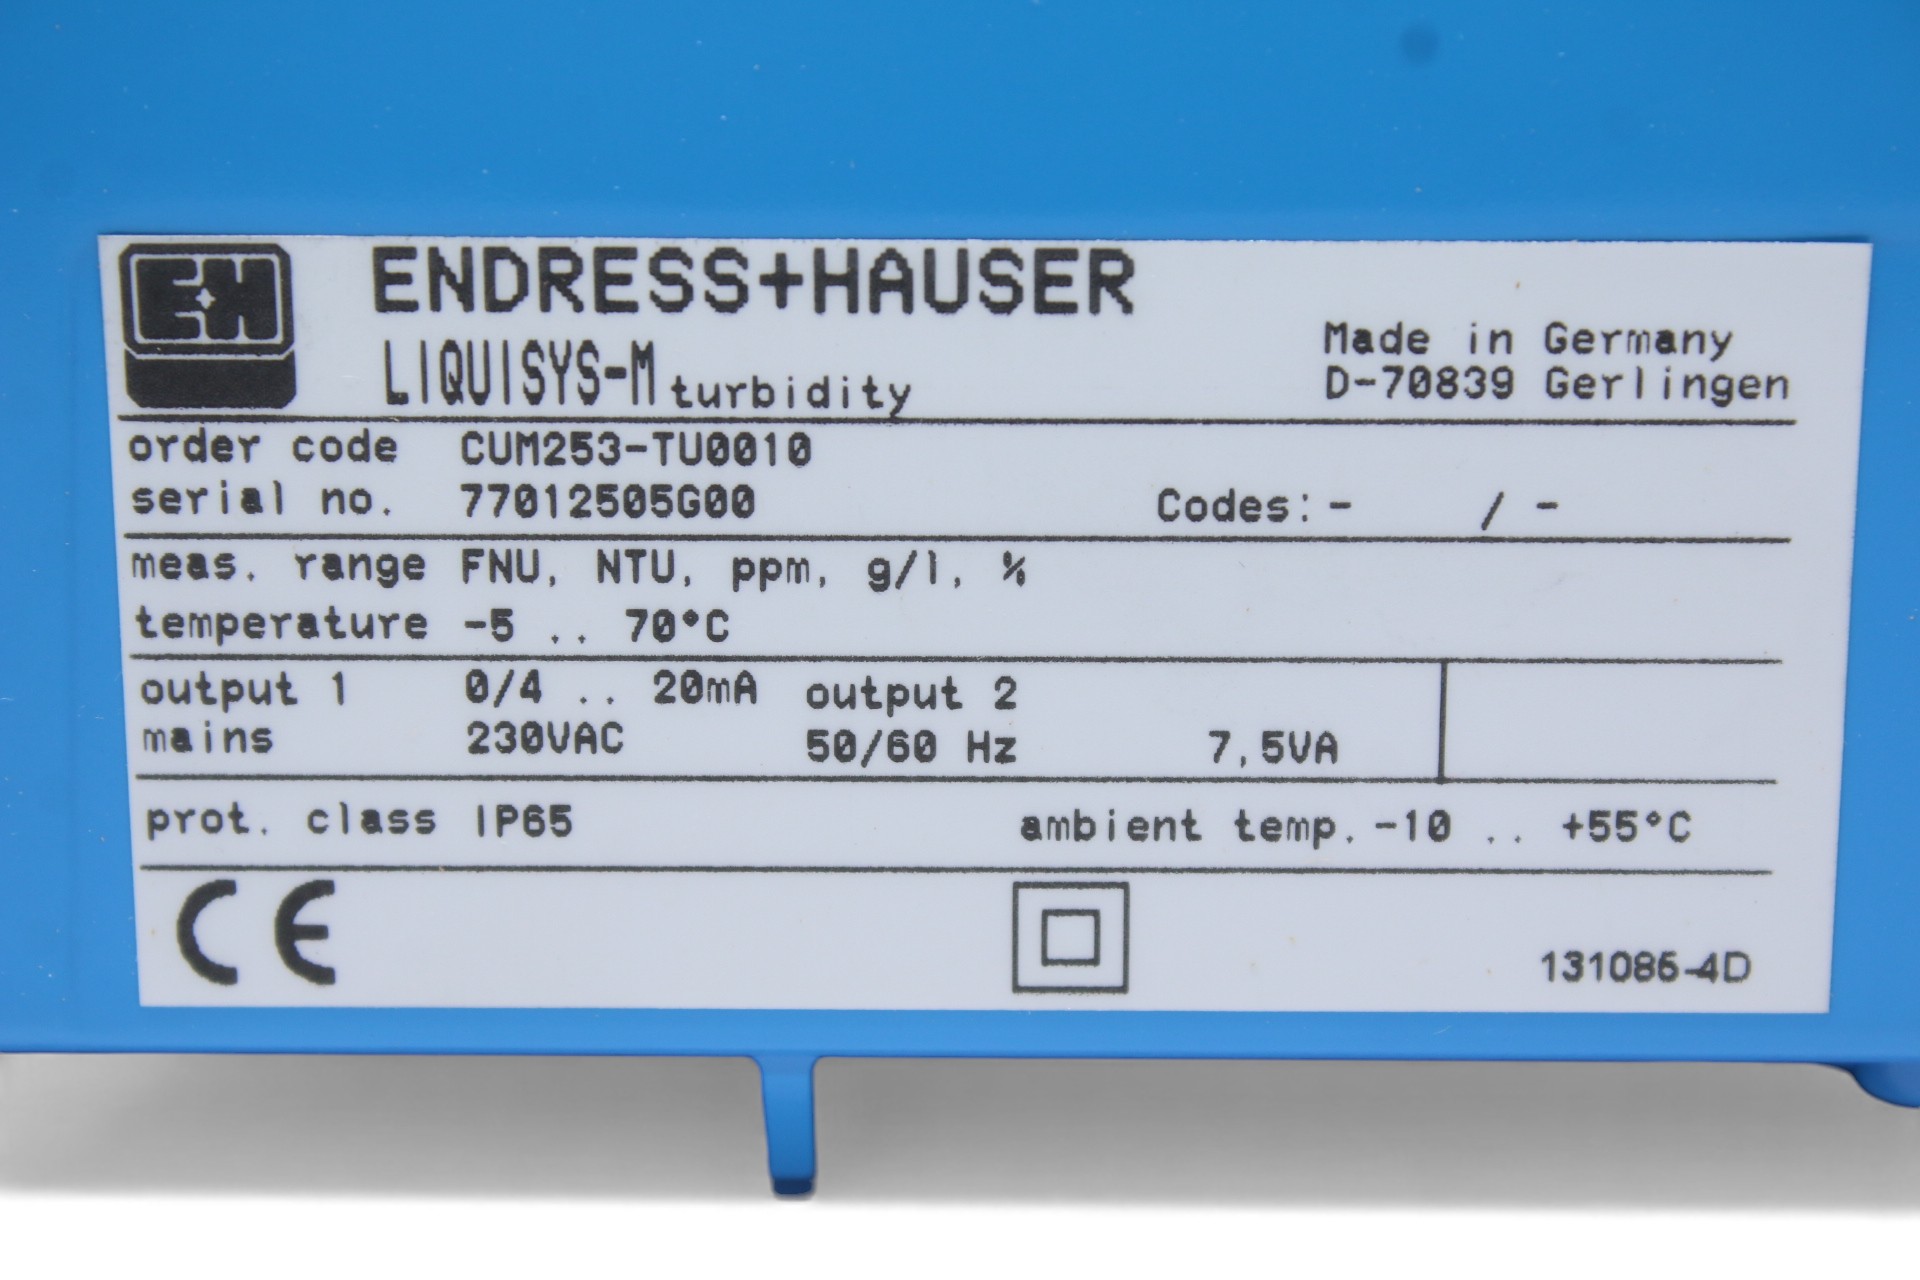 E+H
ENDRESS+HAUSER
LIQUISYS-M turbidity
Made in Germany
D-70839 Gerlingen
order code CUM253-TU0010
serial no. 77012505G00 Codes: - / -
meas. range FNU, NTU, ppm, g/l, %
temperature -5 .. 70°C
output 1 0/4 .. 20mA output 2
mains 230VAC 50/60 Hz 7,5VA
prot. class IP65 ambient temp. -10 .. +55°C
CE
131086-4D